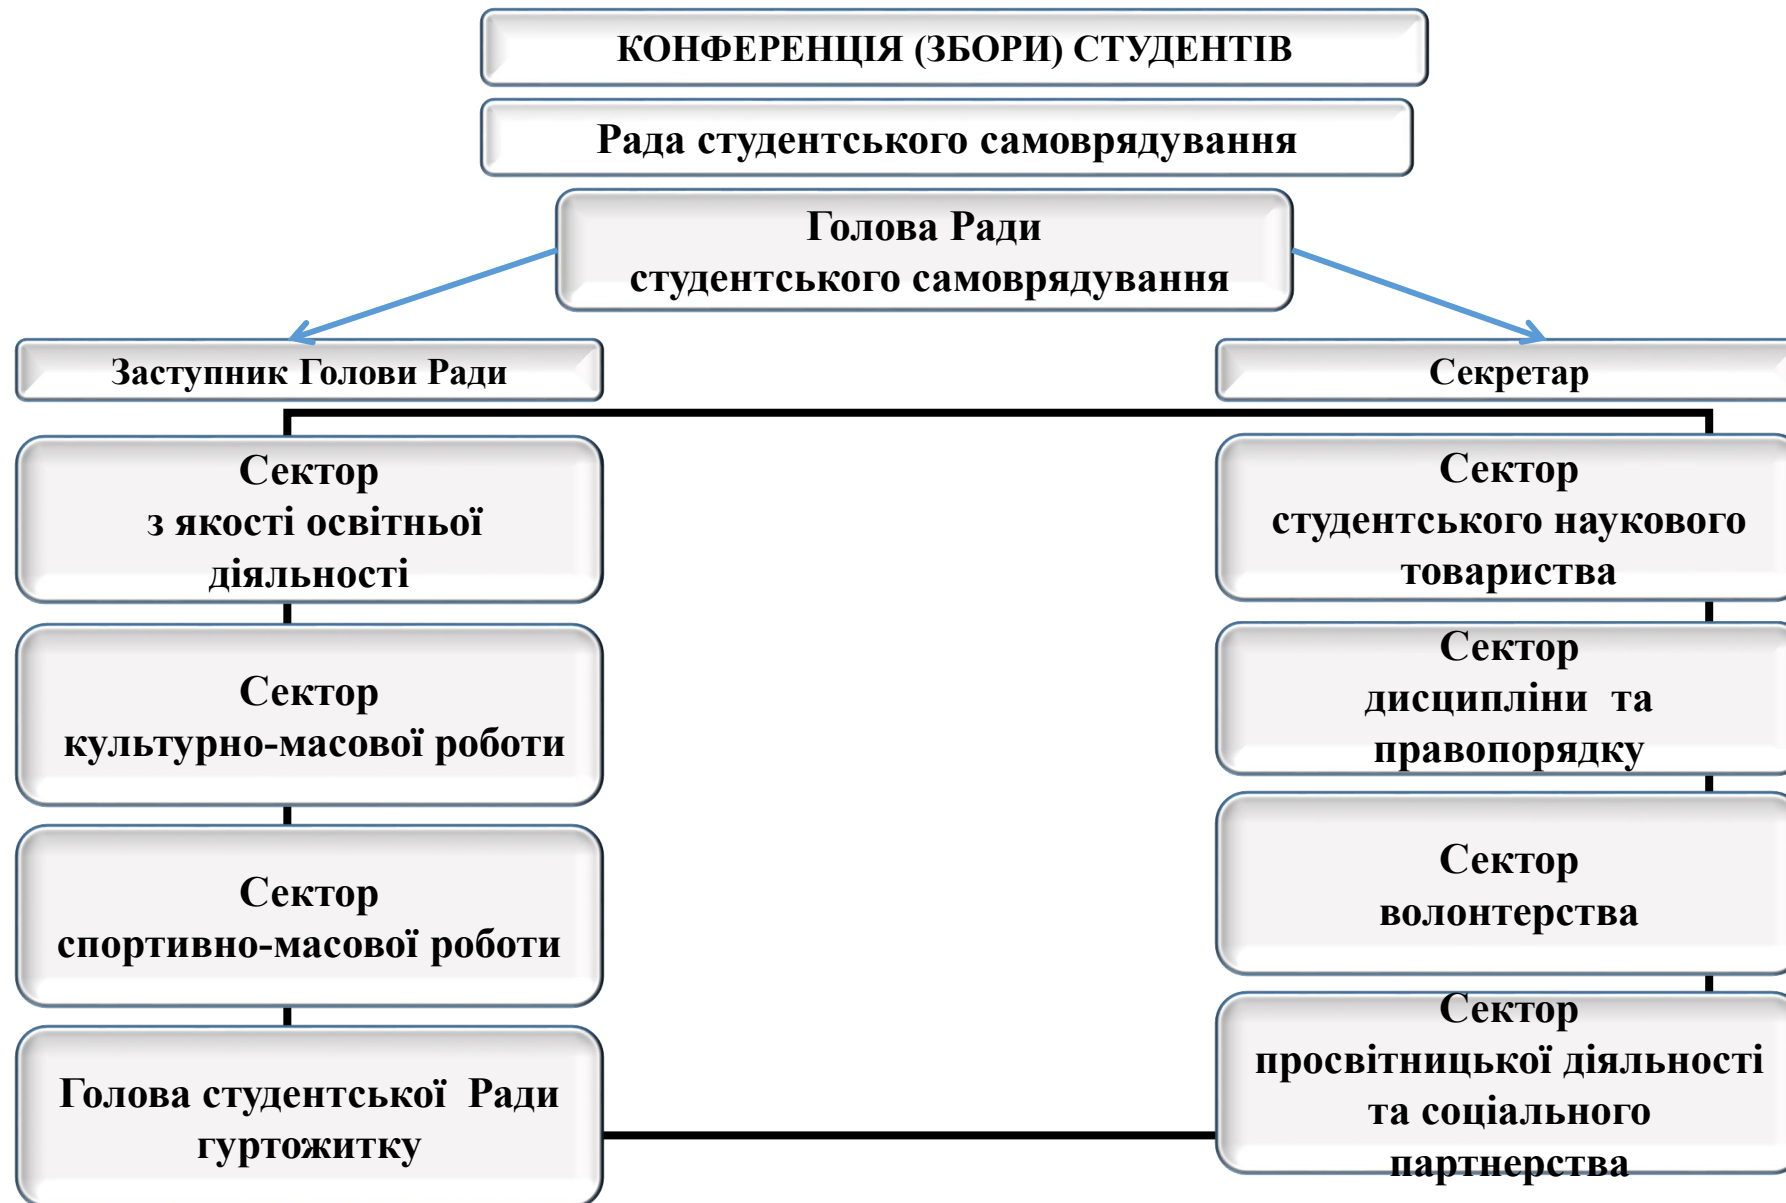 КОНФЕРЕНЦІЯ (ЗБОРИ) СТУДЕНТІВ
Рада студентського самоврядування
Голова Ради
студентського самоврядування
Заступник Голови Ради
Секретар
Сектор
з якості освітньої
діяльності
Сектор
культурно-масової роботи
Сектор
спортивно-масової роботи
Голова студентської Ради
гуртожитку
Сектор
студентського наукового
товариства
Сектор
дисципліни та
правопорядку
Сектор
волонтерства
Сектор
просвітницької діяльності
та соціального
партнерства